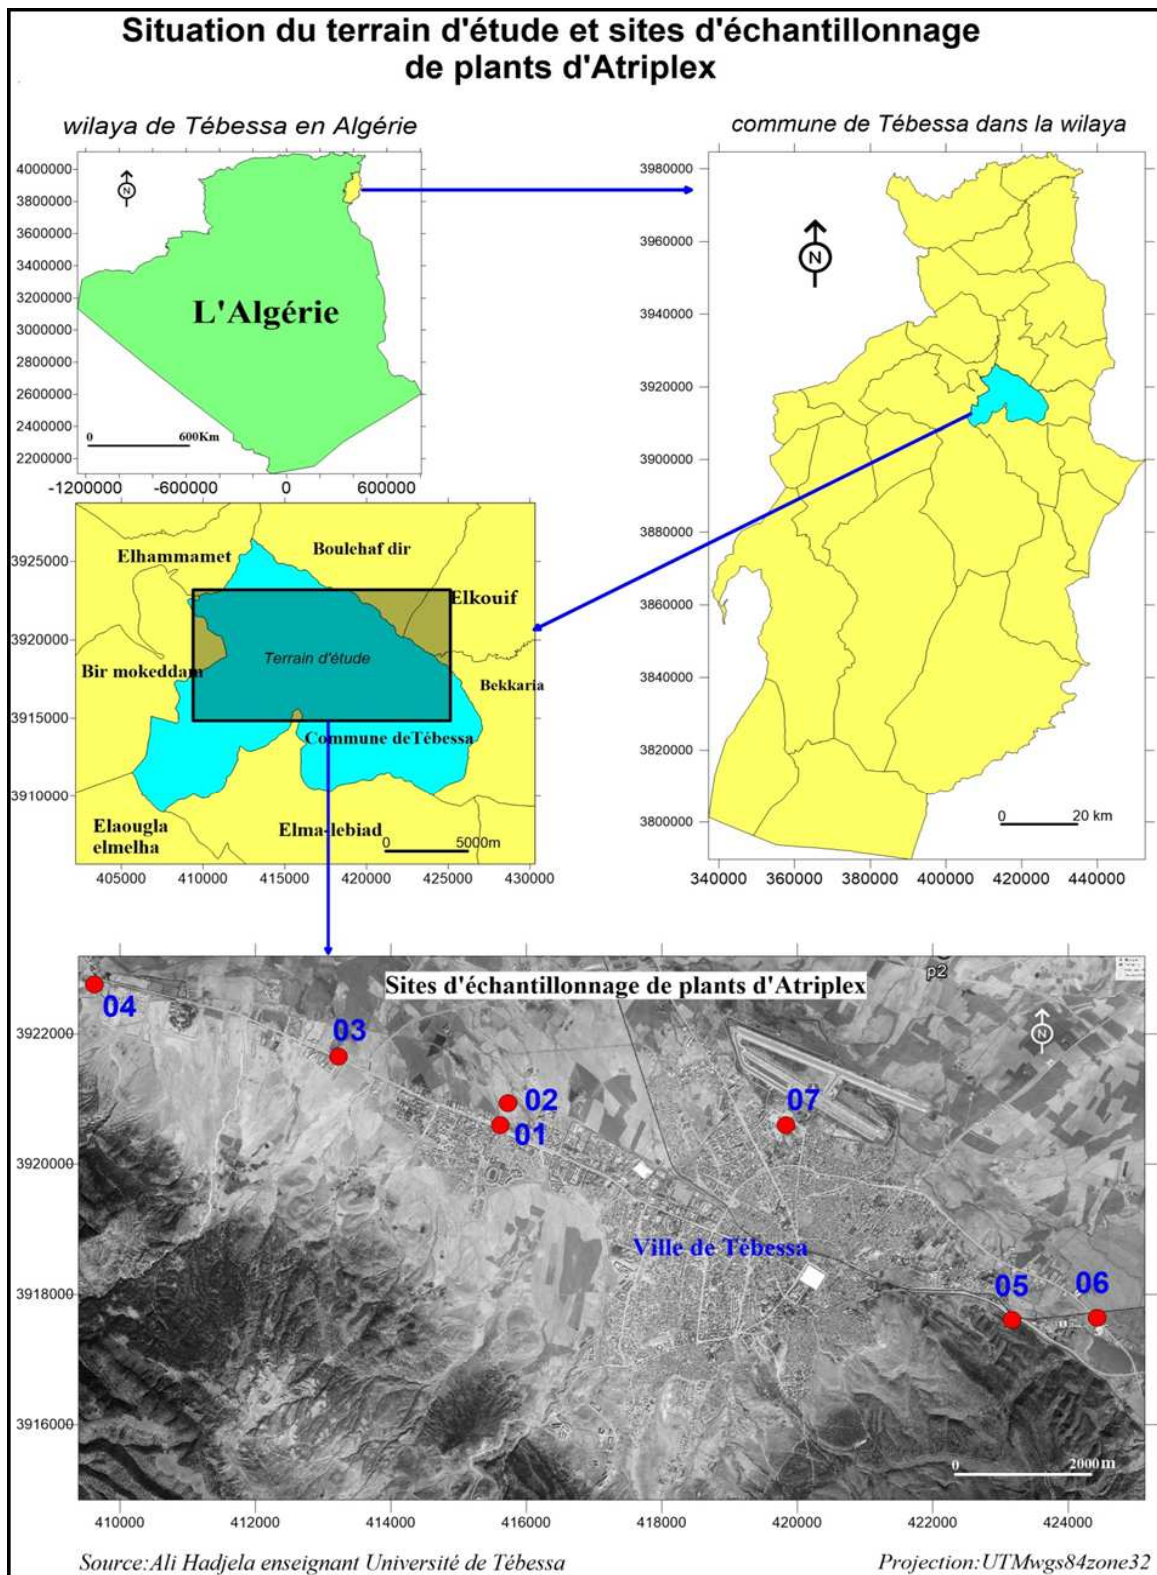 Situation du terrain d'étude et sites d'échantillonnage
de plants d'Atriplex
wilaya de Tébessa en Algérie
4000000
3800000
3600000
3400000
3200000
3000000
2800000
2600000
2400000
2200000
N
L'Algérie
0 600Km
-1200000 -600000 0 600000
commune de Tébessa dans la wilaya
3980000
3960000
3940000
3920000
3900000
3880000
3860000
3840000
3820000
3800000
N
0 20 km
340000 360000 380000 400000 420000 440000
3925000
3920000
3915000
3910000
Elhammamet
Boulehaf dir
Elkouif
Terrain d'étude
Bir mokeddam
Bekkaria
Commune deTébessa
Elaougla
elmelha
Elma-lebiad
0 5000m
405000 410000 415000 420000 425000 430000
Sites d'échantillonnage de plants d'Atriplex
p2
N
3922000
3920000
3918000
3916000
04
03
02
01
07
Ville de Tébessa
05
06
0 2000m
410000 412000 414000 416000 418000 420000 422000 424000
Source:Ali Hadjela enseignant Université de Tébessa
Projection:UTMwgs84zone32